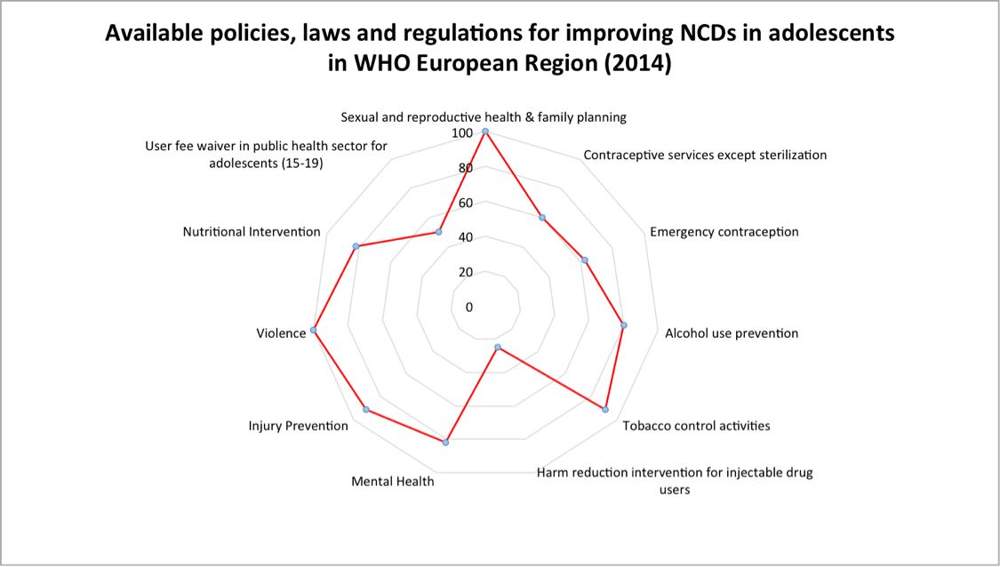 Available policies, laws and regulations for improving NCDs in adolescents
in WHO European Region (2014)
Sexual and reproductive health & family planning
User fee waiver in public health sector for
adolescents (15-19)
Contraceptive services except sterilization
Nutritional Intervention
Emergency contraception
Violence
Alcohol use prevention
Injury Prevention
Tobacco control activities
Mental Health
Harm reduction intervention for injectable drug
users
100
80
60
40
20
0